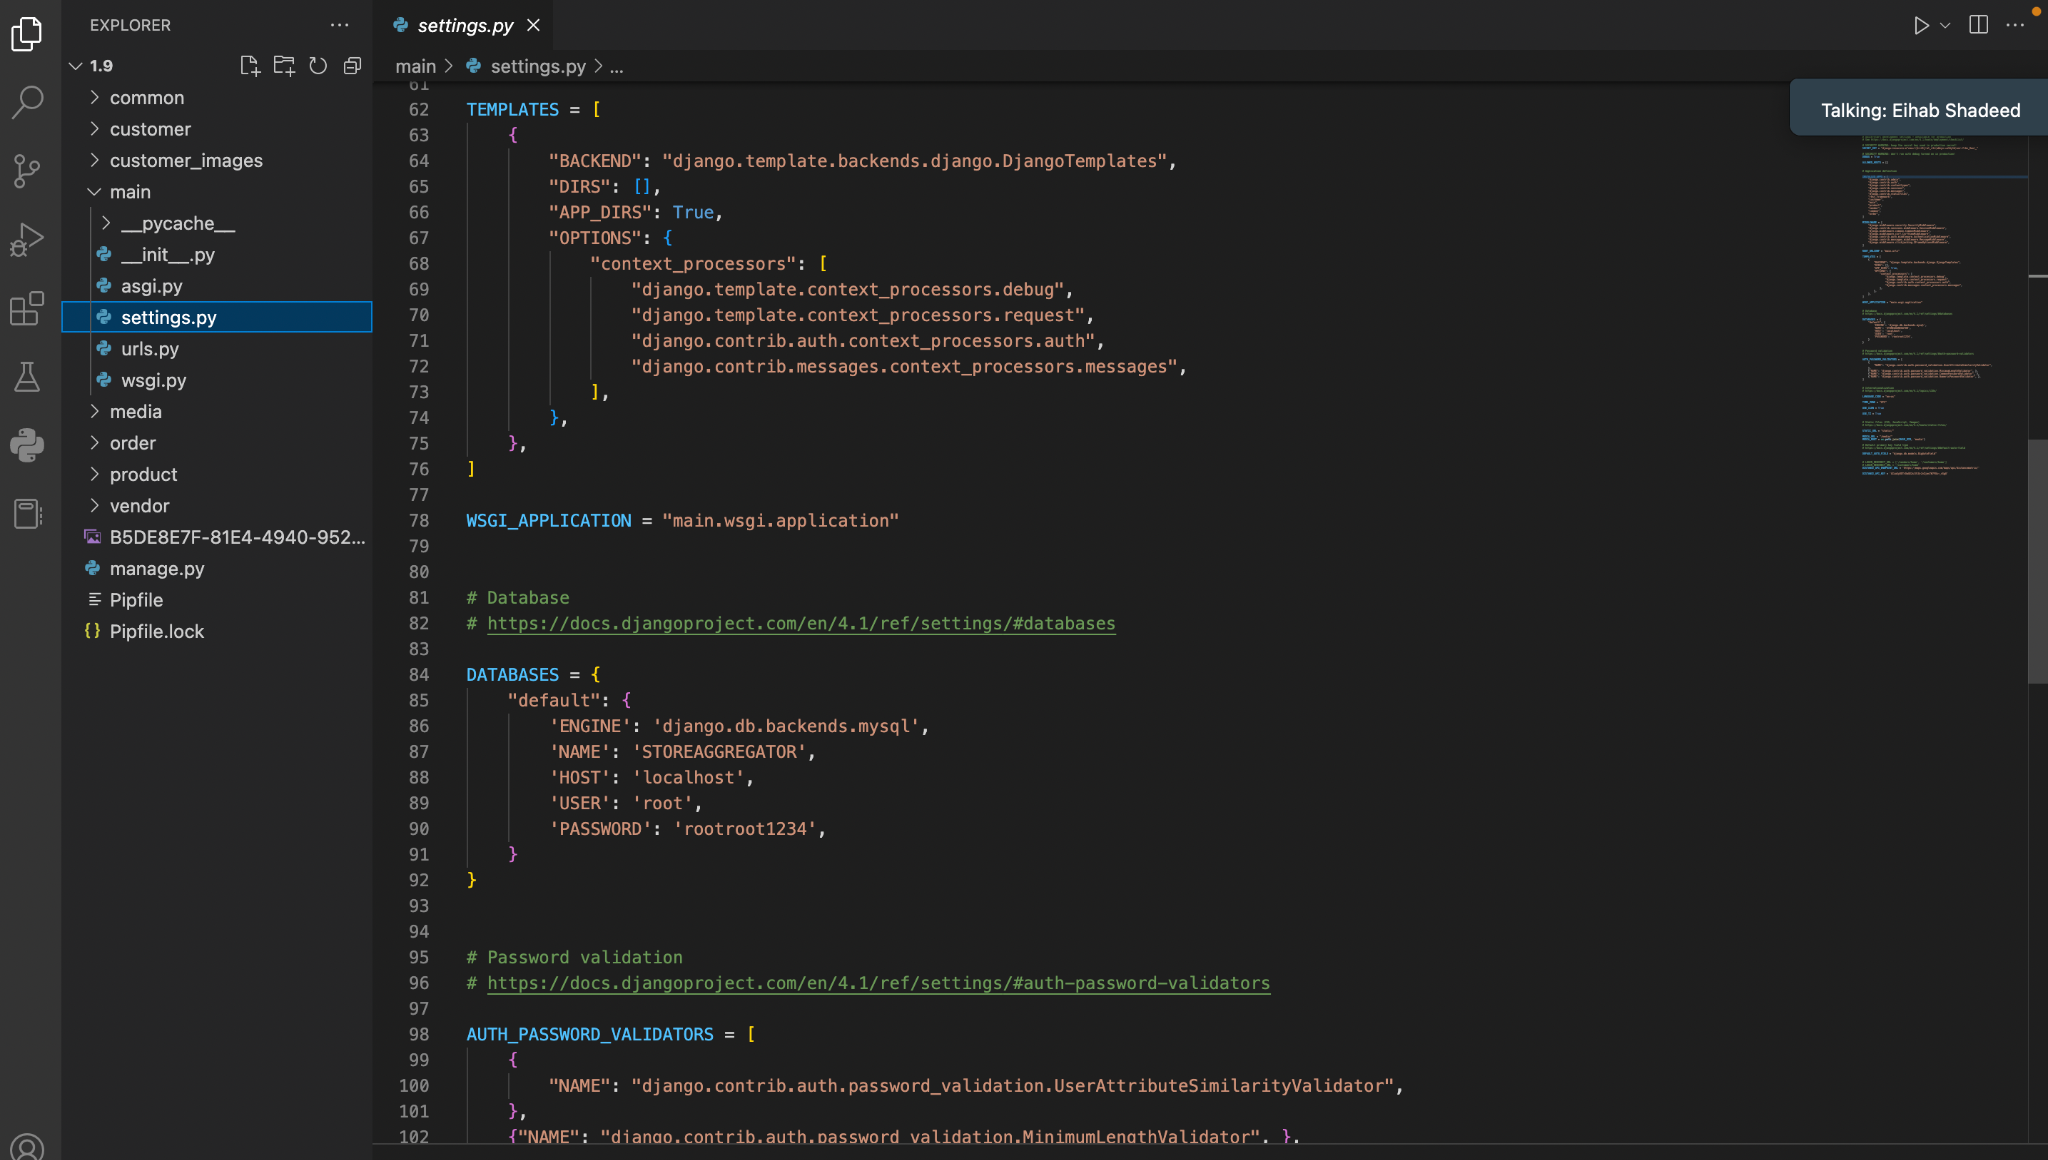 EXPLORER
1.9
common
customer
customer_images
main
__pycache__
__init__.py
asgi.py
settings.py
urls.py
wsgi.py
media
order
product
vendor
B5DE8E7F-81E4-4940-952...
manage.py
Pipfile
Pipfile.lock
settings.py
main > settings.py > ...
Talking: Eihab Shadeed
61
62 TEMPLATES = [
63 {
64 "BACKEND": "django.template.backends.django.DjangoTemplates",
65 "DIRS": [],
66 "APP_DIRS": True,
67 "OPTIONS": {
68 "context_processors": [
69 "django.template.context_processors.debug",
70 "django.template.context_processors.request",
71 "django.contrib.auth.context_processors.auth",
72 "django.contrib.messages.context_processors.messages",
73 ],
74 },
75 },
76 ]
77
78 WSGI_APPLICATION = "main.wsgi.application"
79
80
81 # Database
82 # https://docs.djangoproject.com/en/4.1/ref/settings/#databases
83
84 DATABASES = {
85 "default": {
86 'ENGINE': 'django.db.backends.mysql',
87 'NAME': 'STOREAGGREGATOR',
88 'HOST': 'localhost',
89 'USER': 'root',
90 'PASSWORD': 'rootroot1234',
91 }
92 }
93
94
95 # Password validation
96 # https://docs.djangoproject.com/en/4.1/ref/settings/#auth-password-validators
97
98 AUTH_PASSWORD_VALIDATORS = [
99 {
100 "NAME": "django.contrib.auth.password_validation.UserAttributeSimilarityValidator",
101 },
102 {"NAME": "django.contrib.auth.password_validation.MinimumLengthValidator", },